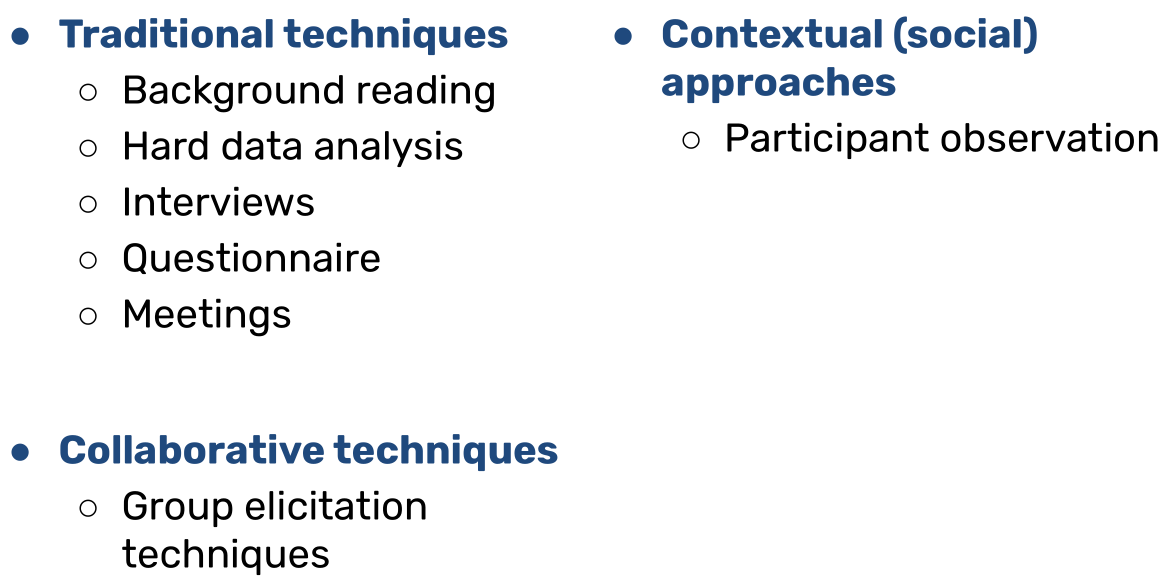 ● Traditional techniques
○ Background reading
○ Hard data analysis
○ Interviews
○ Questionnaire
○ Meetings
● Collaborative techniques
○ Group elicitation
techniques
● Contextual (social)
approaches
○ Participant observation